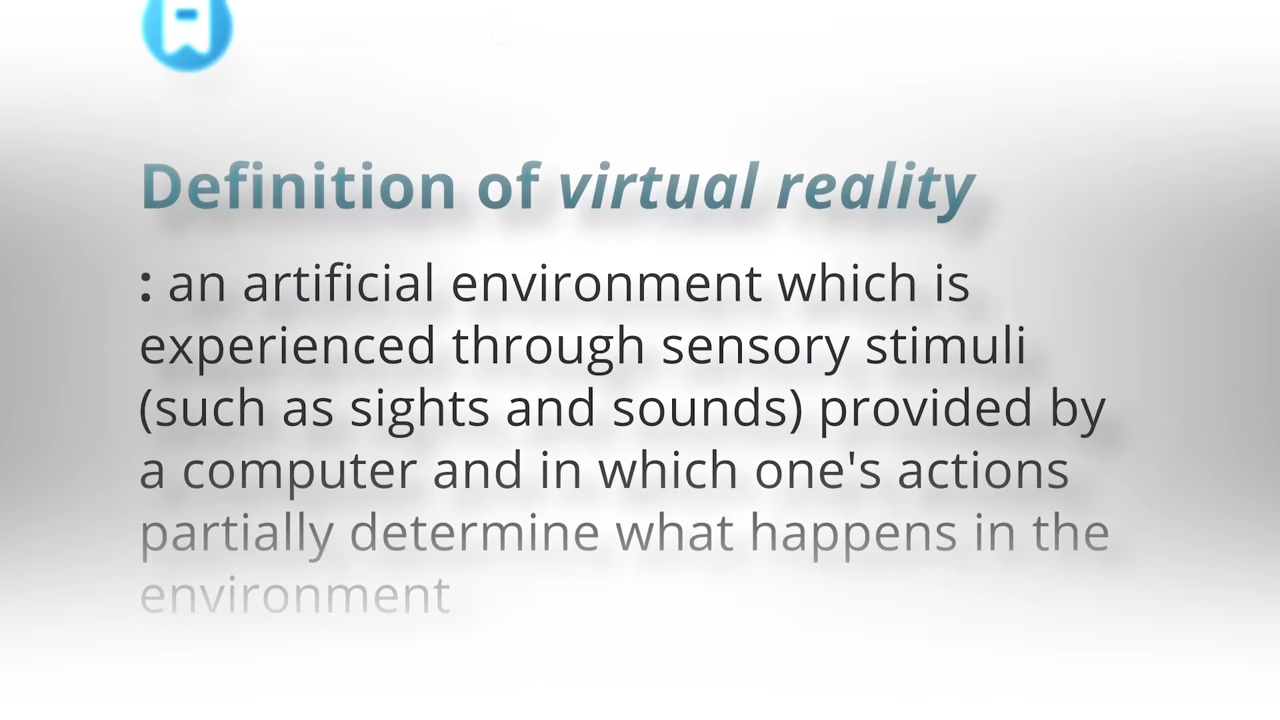 Definition of virtual reality
: an artificial environment which is
experienced through sensory stimuli
(such as sights and sounds) provided by
a computer and in which one's actions
partially determine what happens in the
environment